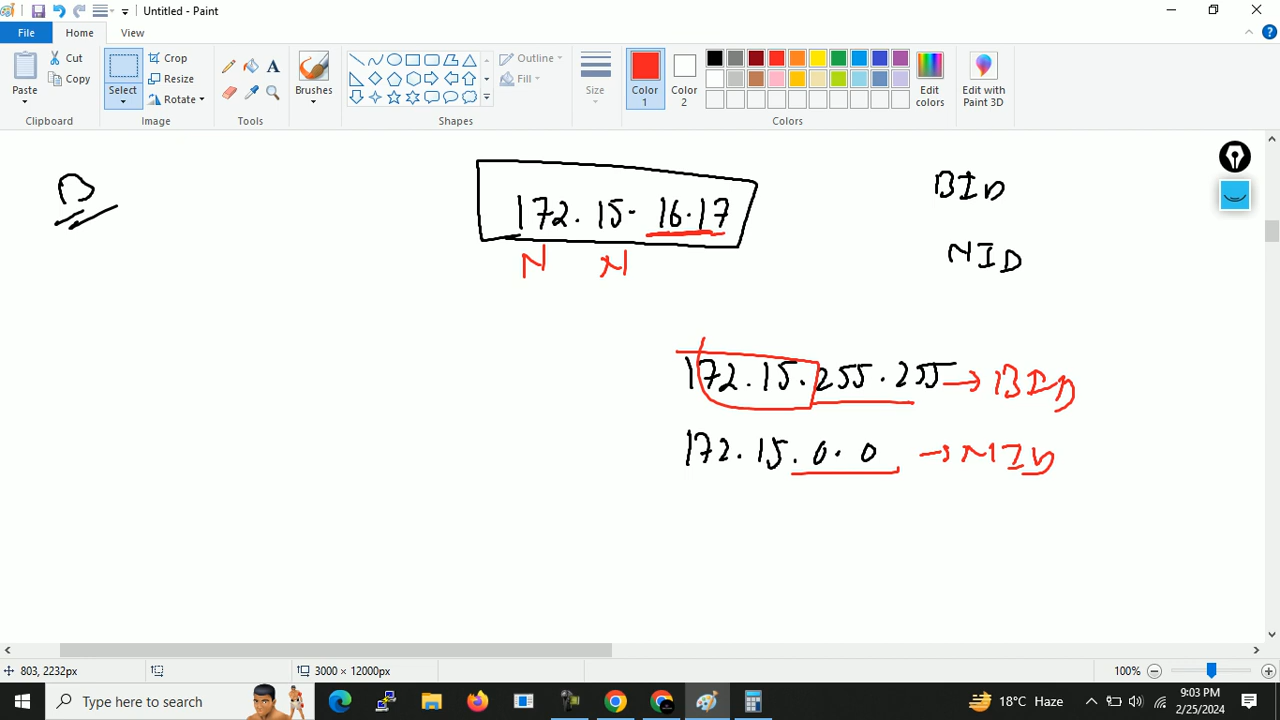 Untitled - Paint
File Home View
Paste
Cut
Copy
Clipboard
Select
Crop
Resize
Rotate
Image
Tools
Brushes
Shapes
Outline
Fill
Size
Color 1
Color 2
Colors
Edit colors
Edit with Paint 3D
172.15.16.17
N N
BID
NID
172.15.255.255 → BID
172.15.0.0 → NID
803, 2232px
3000 × 12000px
100%
Type here to search
18°C Haze
9:03 PM
2/25/2024